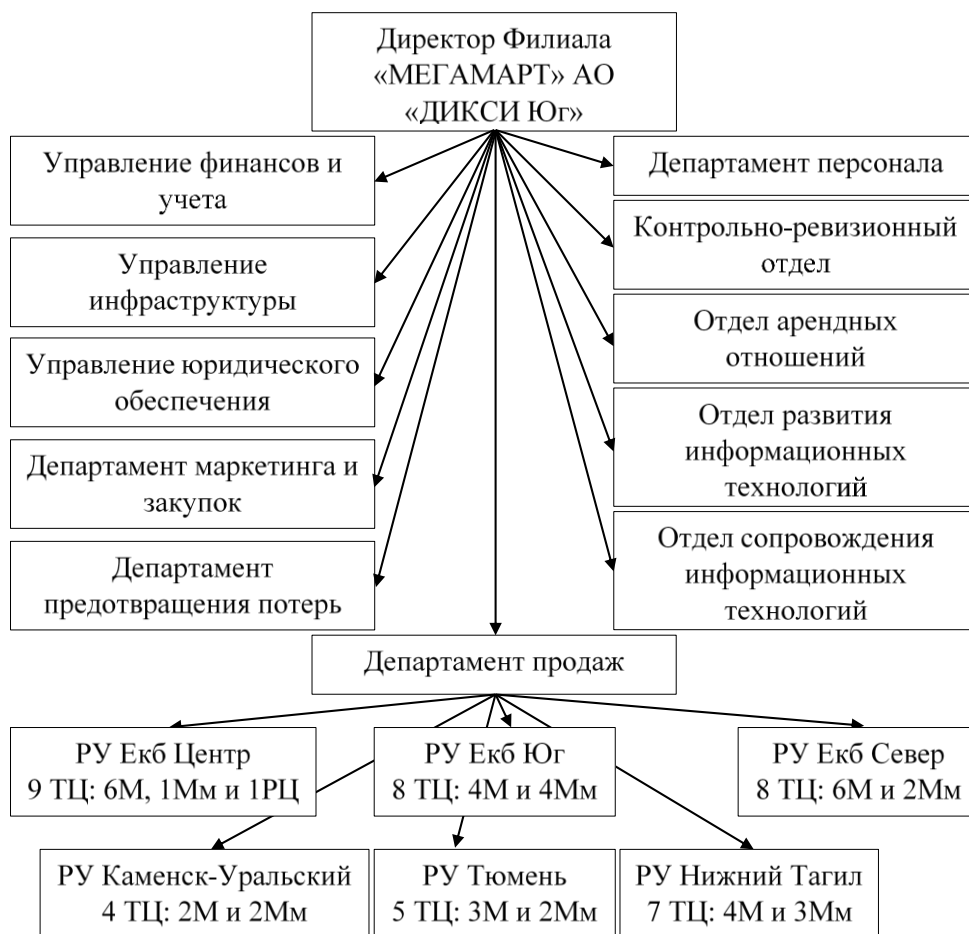 Директор Филиала
«МЕГАМАРТ» АО
«ДИКСИ Юг»
Управление финансов и
учета
Управление
инфраструктуры
Управление юридического
обеспечения
Департамент маркетинга и
закупок
Департамент
предотвращения потерь
Департамент персонала
Контрольно-ревизионный
отдел
Отдел арендных
отношений
Отдел развития
информационных
технологий
Отдел сопровождения
информационных
технологий
Департамент продаж
РУ Екб Центр
9 ТЦ: 6М, 1Мм и 1РЦ
РУ Екб Юг
8 ТЦ: 4М и 4Мм
РУ Екб Север
8 ТЦ: 6М и 2Мм
РУ Каменск-Уральский
4 ТЦ: 2М и 2Мм
РУ Тюмень
5 ТЦ: 3М и 2Мм
РУ Нижний Тагил
7 ТЦ: 4М и 3Мм